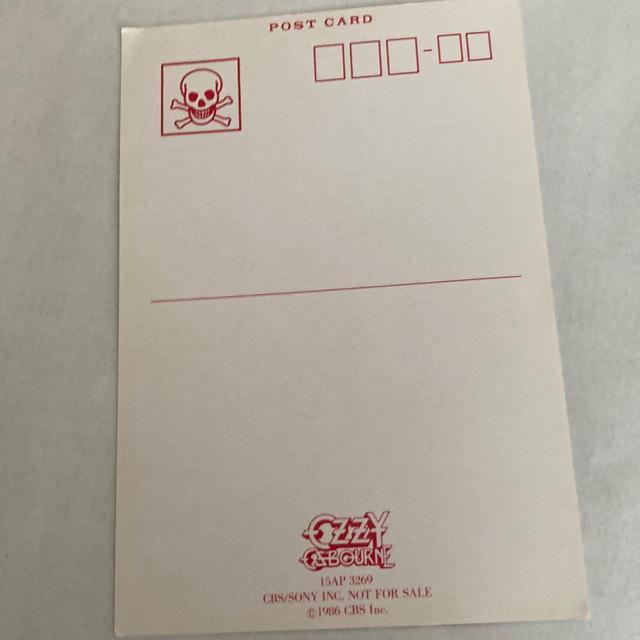 POST CARD
-
OZZY
OSBOURNE
15AP 3269
CBS/SONY INC. NOT FOR SALE
©1986 CBS Inc.